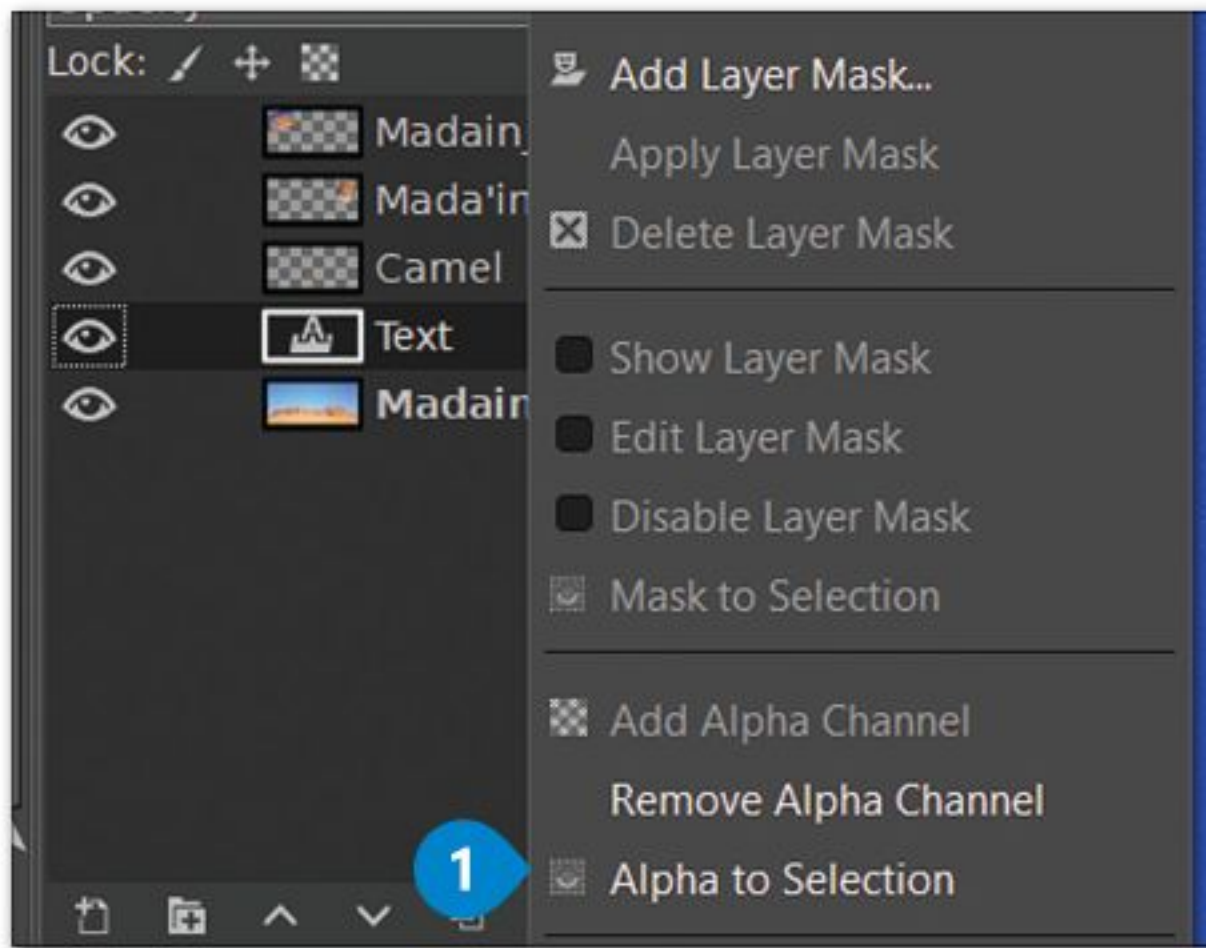 Lock:
Madain_
Mada'in
Camel
Text
Madain
Add Layer Mask...
Apply Layer Mask
Delete Layer Mask
Show Layer Mask
Edit Layer Mask
Disable Layer Mask
Mask to Selection
Add Alpha Channel
Remove Alpha Channel
1
Alpha to Selection